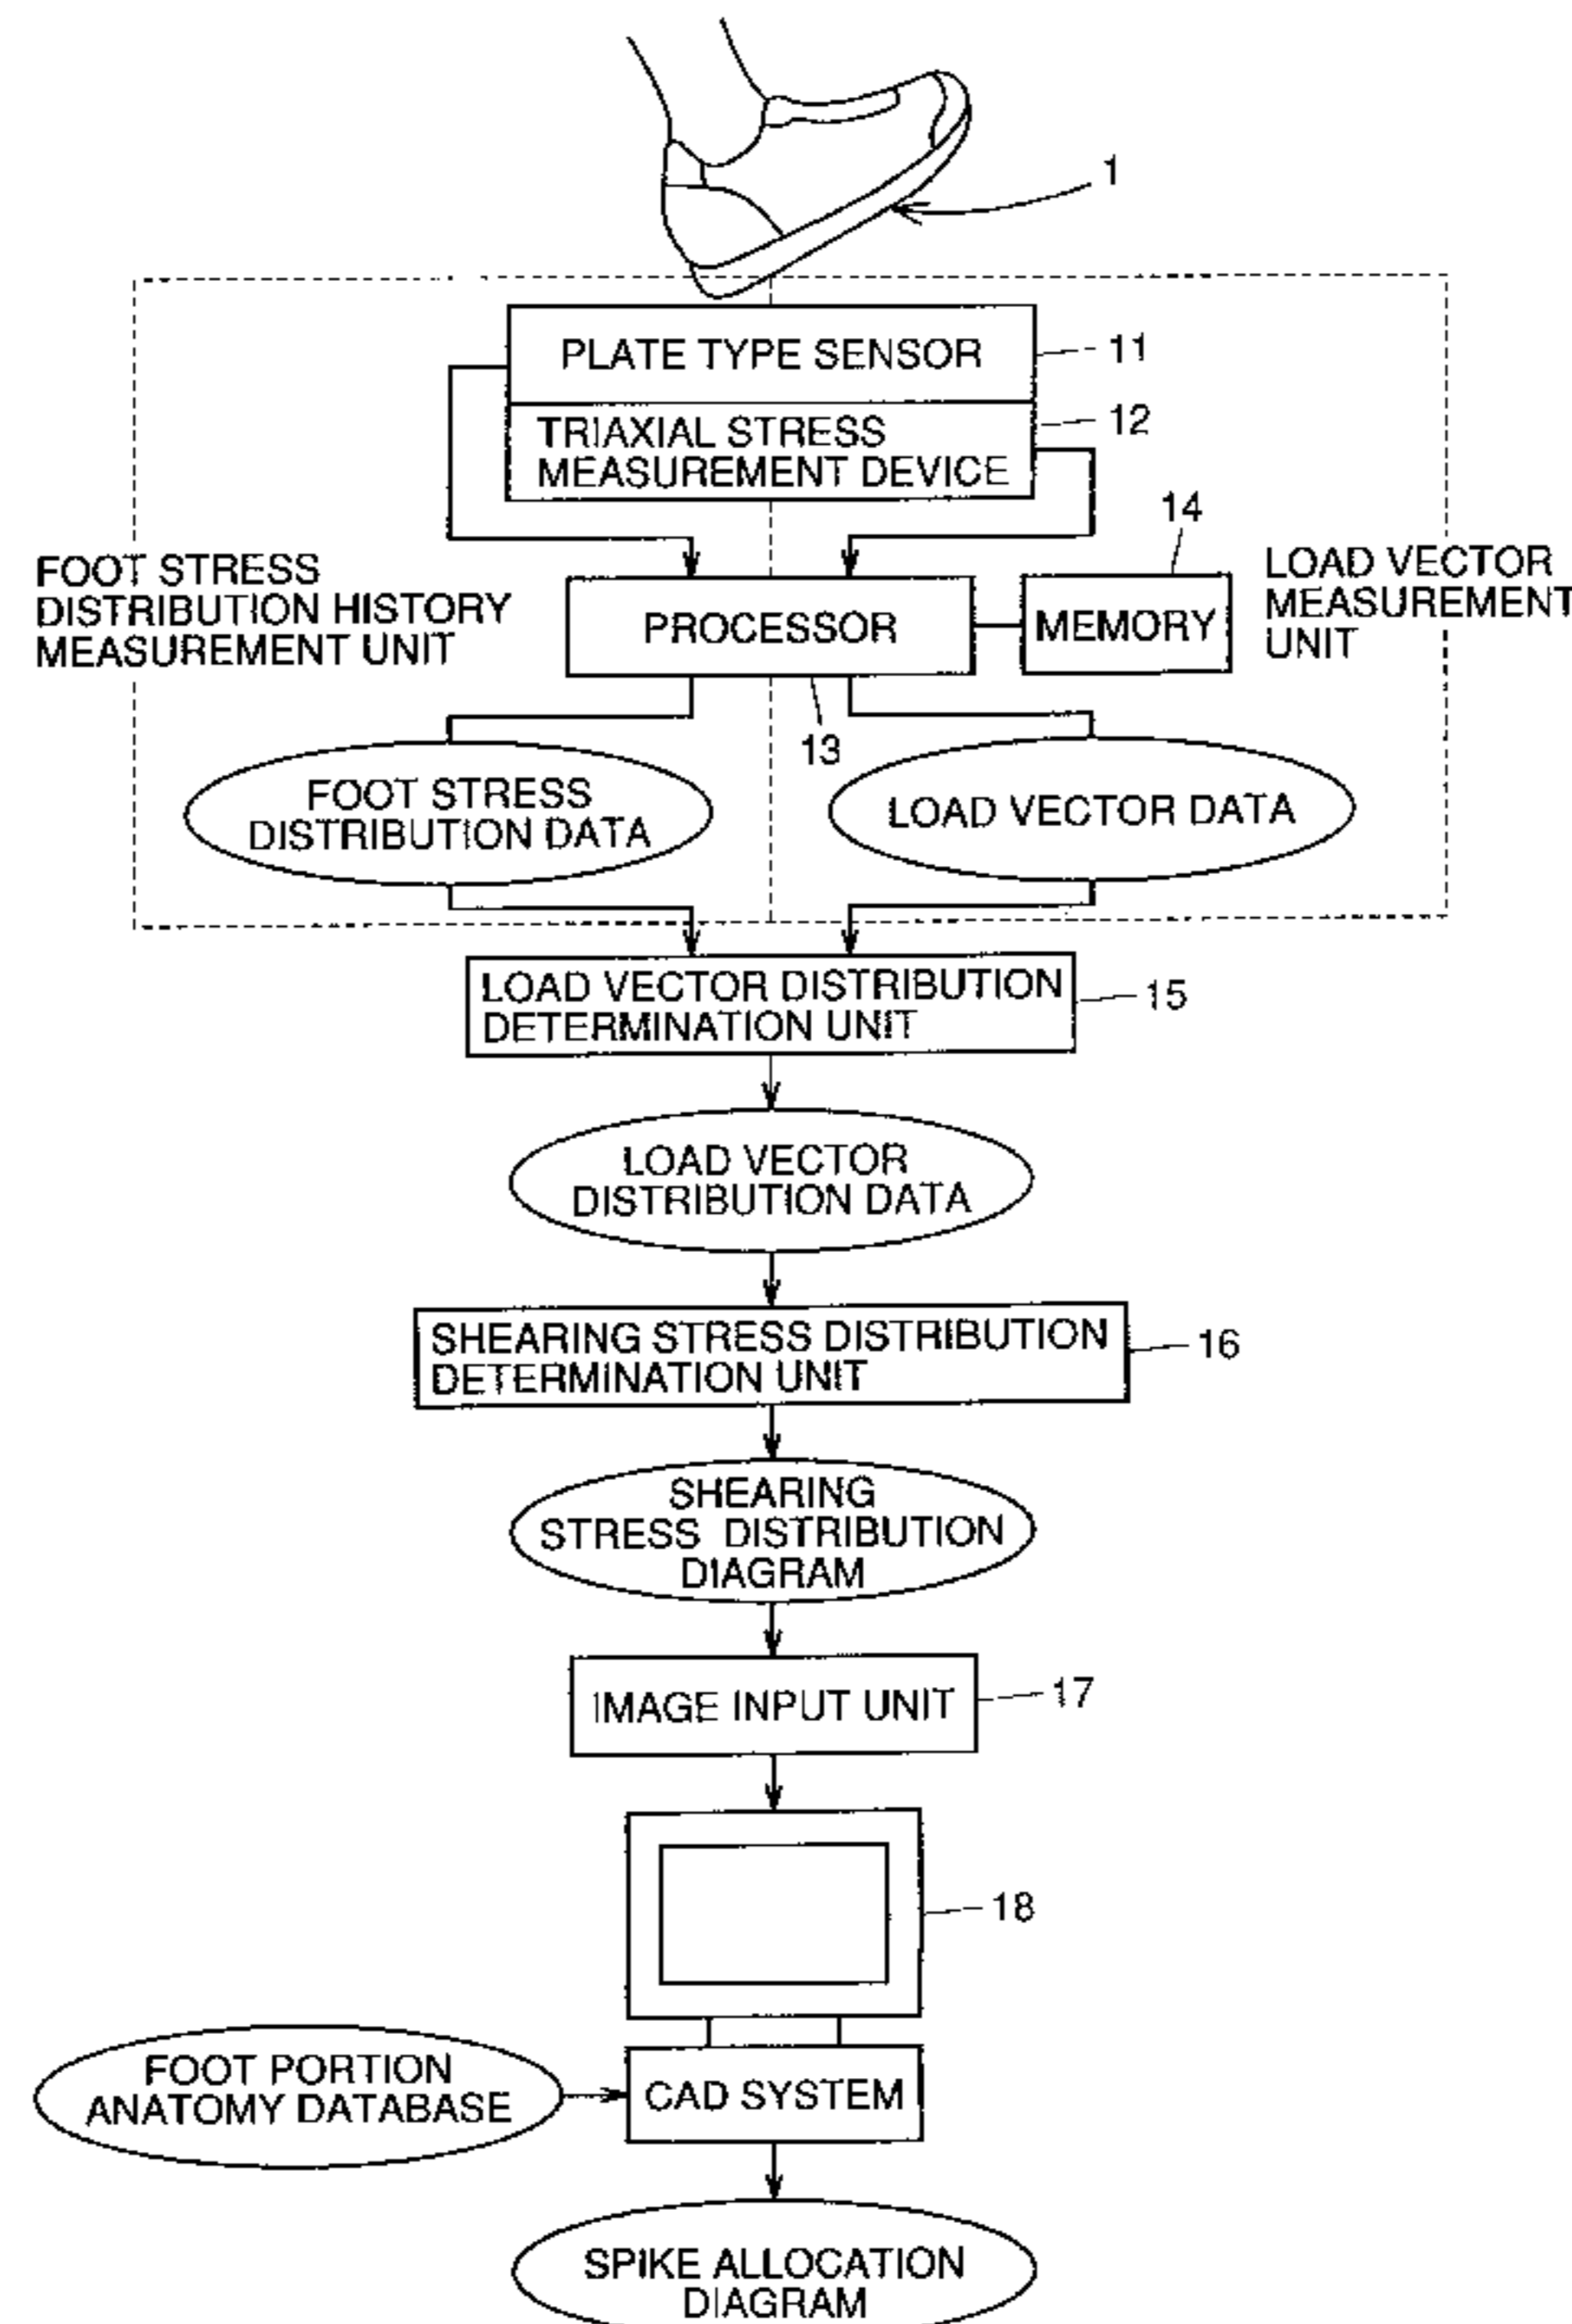 1
PLATE TYPE SENSOR
11
TRIAXIAL STRESS
MEASUREMENT DEVICE
12
14
FOOT STRESS
DISTRIBUTION HISTORY
MEASUREMENT UNIT
PROCESSOR
MEMORY
LOAD VECTOR
MEASUREMENT
UNIT
13
FOOT STRESS
DISTRIBUTION DATA
LOAD VECTOR DATA
LOAD VECTOR DISTRIBUTION
DETERMINATION UNIT
15
LOAD VECTOR
DISTRIBUTION DATA
SHEARING STRESS DISTRIBUTION
DETERMINATION UNIT
16
SHEARING
STRESS DISTRIBUTION
DIAGRAM
IMAGE INPUT UNIT
17
18
FOOT PORTION
ANATOMY DATABASE
CAD SYSTEM
SPIKE ALLOCATION
DIAGRAM